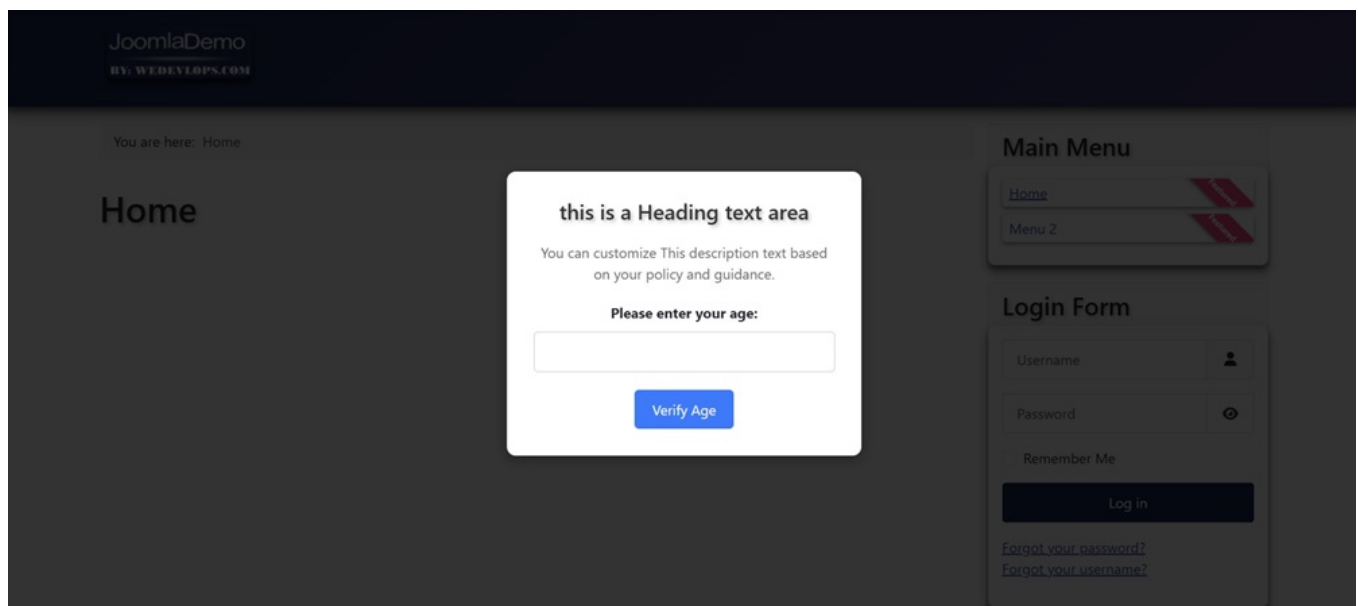 JoomlaDemo
BY: WEDEVLOPS.COM
You are here: Home
Home
this is a Heading text area
You can customize This description text based
on your policy and guidance.
Please enter your age:
Verify Age
Main Menu
Home
Featured
Menu 2
Featured
Login Form
Username
Password
Remember Me
Log in
Forgot your password?
Forgot your username?